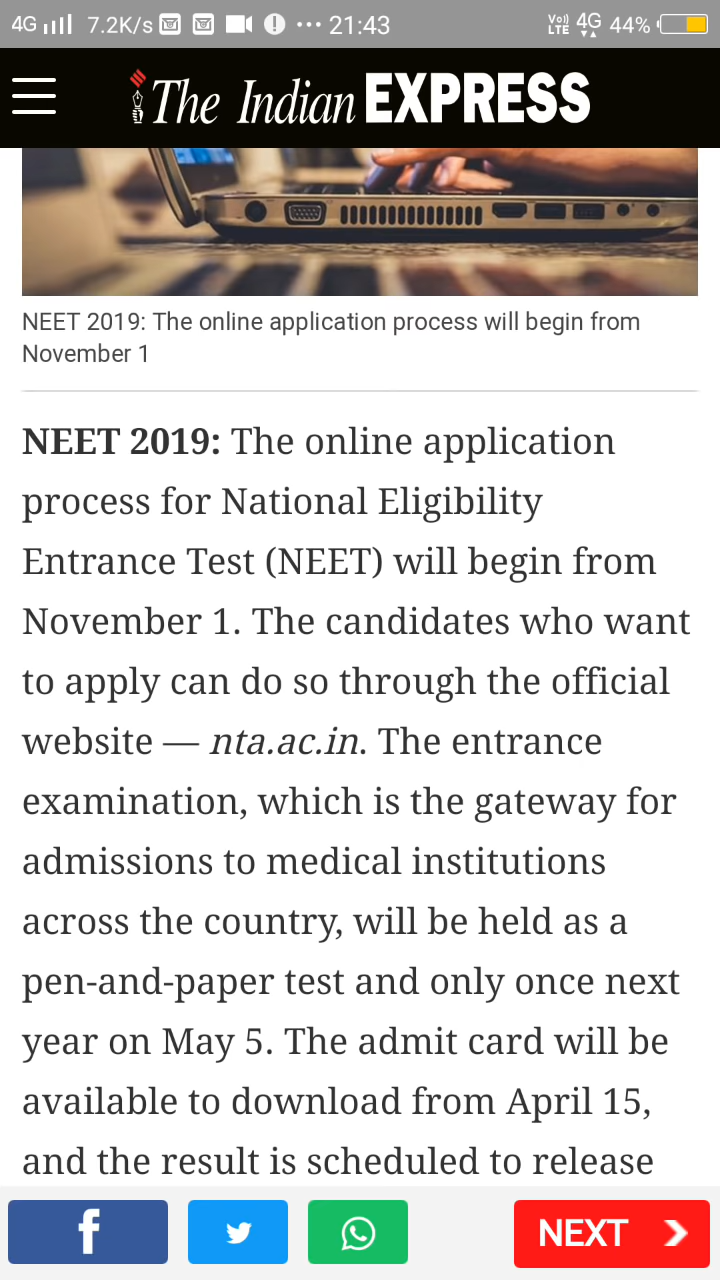 4G 7.2K/s ··· 21:43 Vo)) LTE 4G 44%
The Indian EXPRESS
NEET 2019: The online application process will begin from
November 1
NEET 2019: The online application
process for National Eligibility
Entrance Test (NEET) will begin from
November 1. The candidates who want
to apply can do so through the official
website — nta.ac.in. The entrance
examination, which is the gateway for
admissions to medical institutions
across the country, will be held as a
pen-and-paper test and only once next
year on May 5. The admit card will be
available to download from April 15,
and the result is scheduled to release
f NEXT